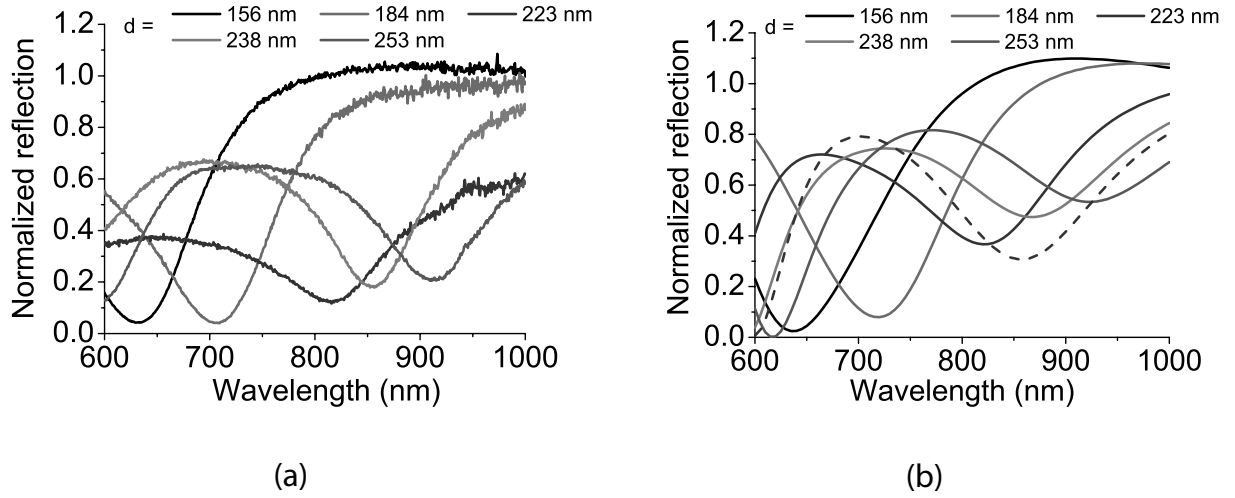 d = 156 nm 184 nm 223 nm
238 nm 253 nm
Normalized reflection
1.2
1.0
0.8
0.6
0.4
0.2
0.0
600 700 800 900 1000
Wavelength (nm)
(a)
d = 156 nm 184 nm 223 nm
238 nm 253 nm
Normalized reflection
1.2
1.0
0.8
0.6
0.4
0.2
0.0
600 700 800 900 1000
Wavelength (nm)
(b)